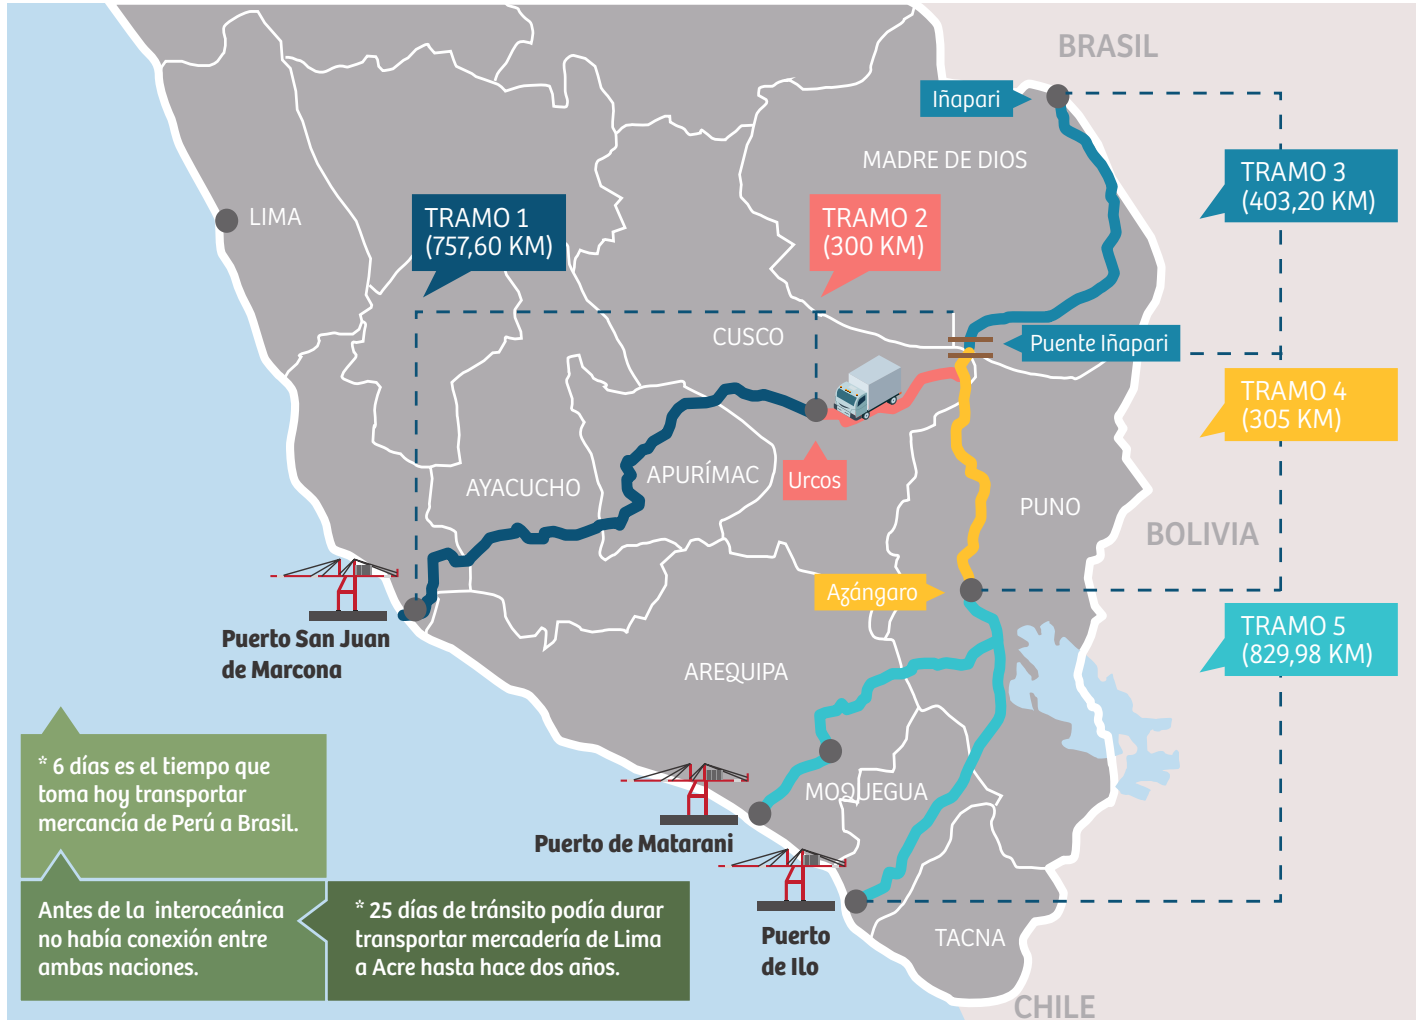 BRASIL
Iñapari
MADRE DE DIOS
TRAMO 3
(403,20 KM)
LIMA
TRAMO 1
(757,60 KM)
TRAMO 2
(300 KM)
CUSCO
Puente Iñapari
TRAMO 4
(305 KM)
APURÍMAC
Urcos
AYACUCHO
PUNO
BOLIVIA
Azángaro
Puerto San Juan
de Marcona
TRAMO 5
(829,98 KM)
AREQUIPA
MOQUEGUA
Puerto de Matarani
Puerto
de Ilo
TACNA
CHILE
* 6 días es el tiempo que
toma hoy transportar
mercancía de Perú a Brasil.
Antes de la interoceánica
no había conexión entre
ambas naciones.
* 25 días de tránsito podía durar
transportar mercadería de Lima
a Acre hasta hace dos años.